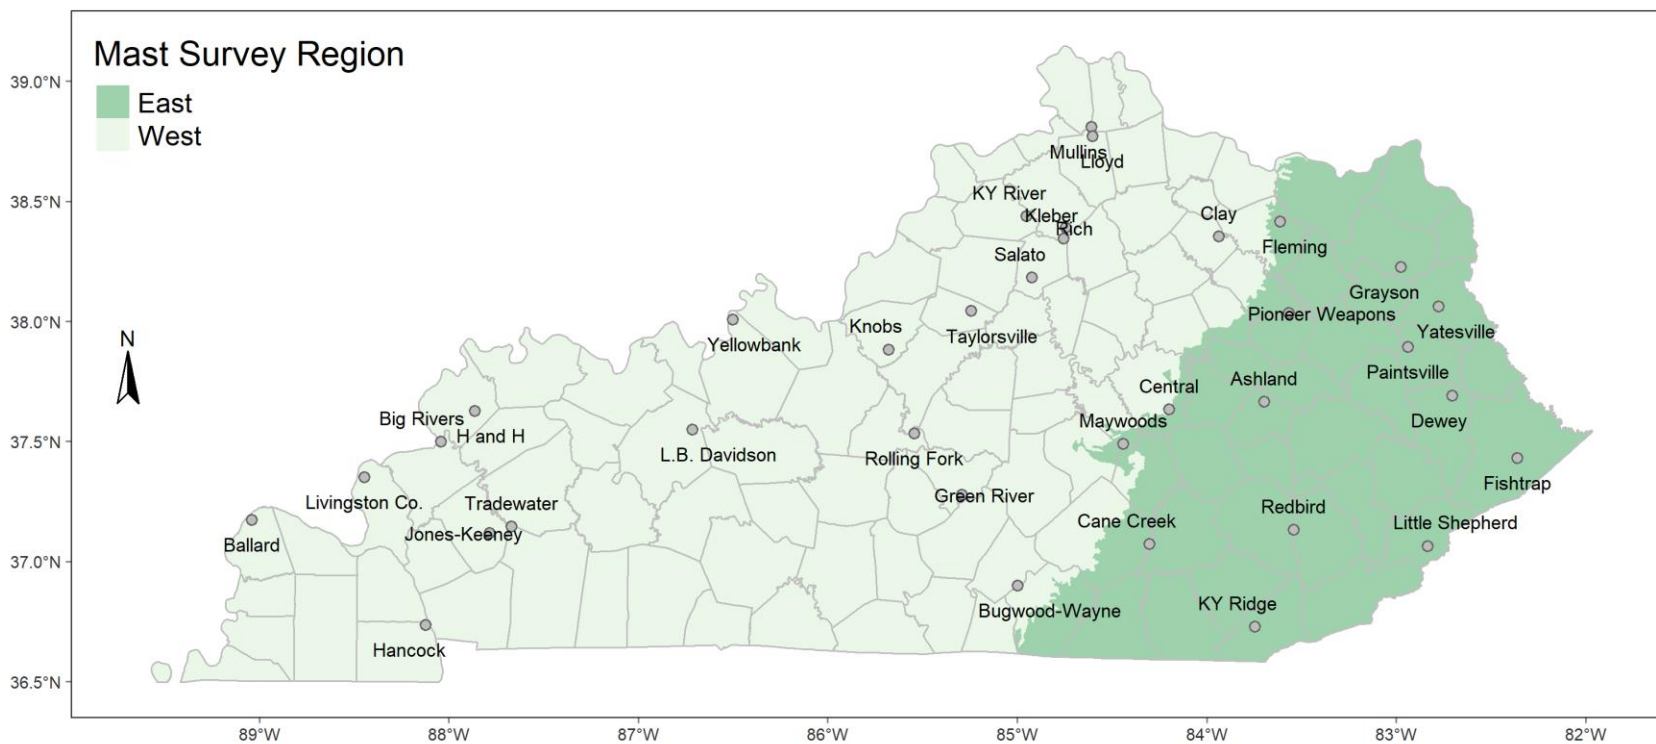 Mast Survey Region
East
West
39.0°N
38.5°N
38.0°N
37.5°N
37.0°N
36.5°N
N
Mullins
Lloyd
KY River
Kleber
Rich
Salato
Clay
Fleming
Grayson
Pioneer Weapons
Yatesville
Knobs
Taylorsville
Yellowbank
Paintsville
Ashland
Central
Dewey
Maywoods
Big Rivers
H and H
L.B. Davidson
Rolling Fork
Fishtrap
Green River
Livingston Co.
Tradewater
Redbird
Little Shepherd
Cane Creek
Jones-Keeney
Ballard
KY Ridge
Bugwood-Wayne
Hancock
89°W
88°W
87°W
86°W
85°W
84°W
83°W
82°W